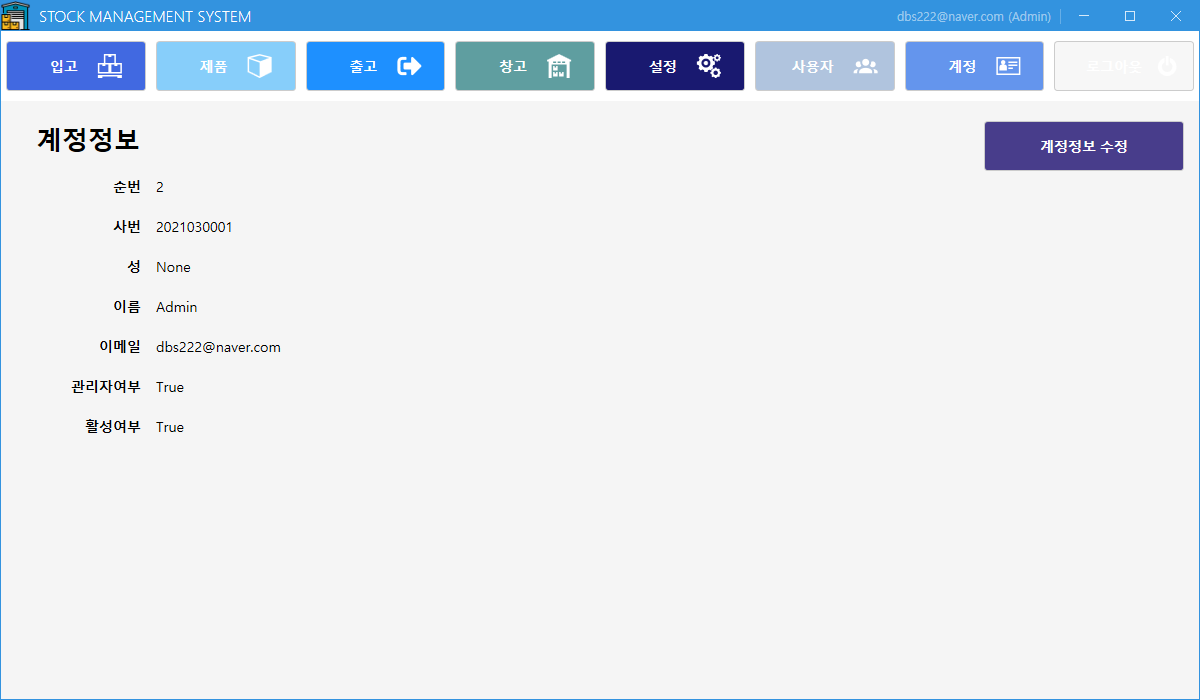 STOCK MANAGEMENT SYSTEM
dbs222@naver.com (Admin)
입고
제품
출고
창고
설정
사용자
계정
로그아웃
계정정보
계정정보 수정
순번 2
사번 2021030001
성 None
이름 Admin
이메일 dbs222@naver.com
관리자여부 True
활성여부 True